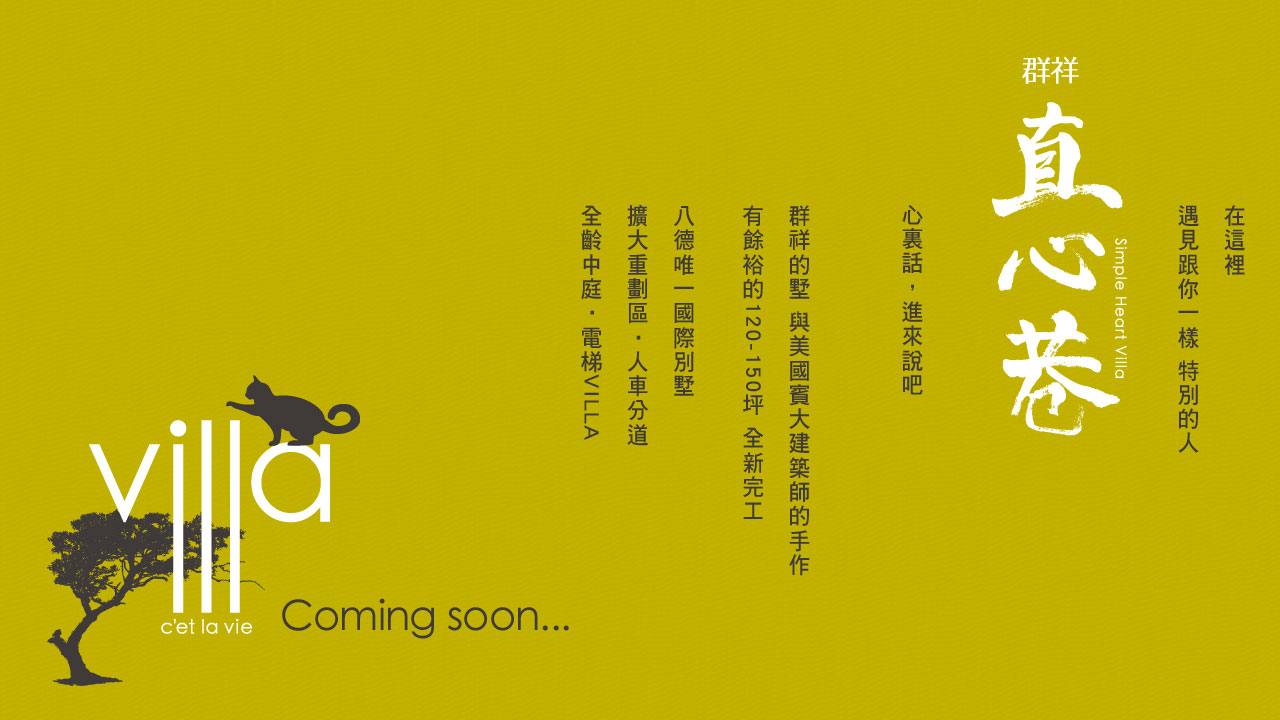 在這裡
遇見跟你一樣 特別的人
群祥
真心巷
Simple Heart Villa
心裏話，進來說吧
群祥的墅 與美國賓大建築師的手作
有餘裕的120-150坪 全新完工
八德唯一國際別墅
擴大重劃區・人車分道
全齡中庭・電梯VILLA
villa
c'et la vie
Coming soon...